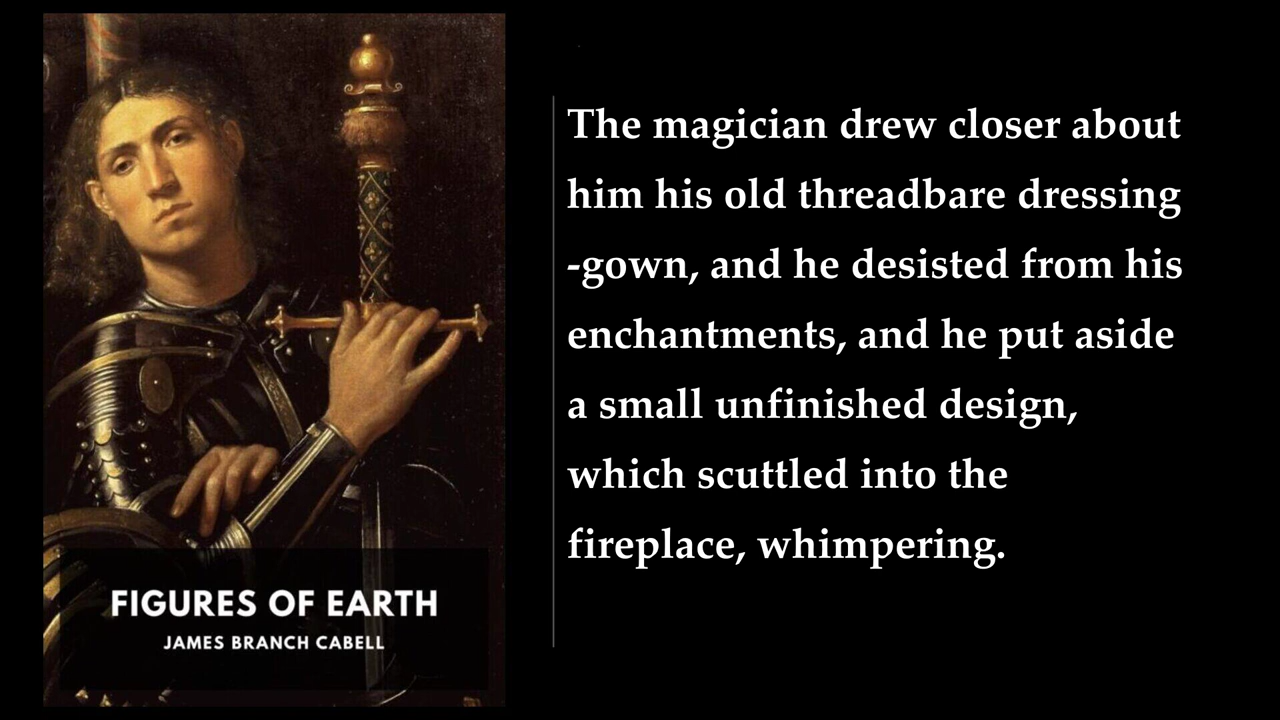 FIGURES OF EARTH
JAMES BRANCH CABELL
The magician drew closer about
him his old threadbare dressing
-gown, and he desisted from his
enchantments, and he put aside
a small unfinished design,
which scuttled into the
fireplace, whimpering.